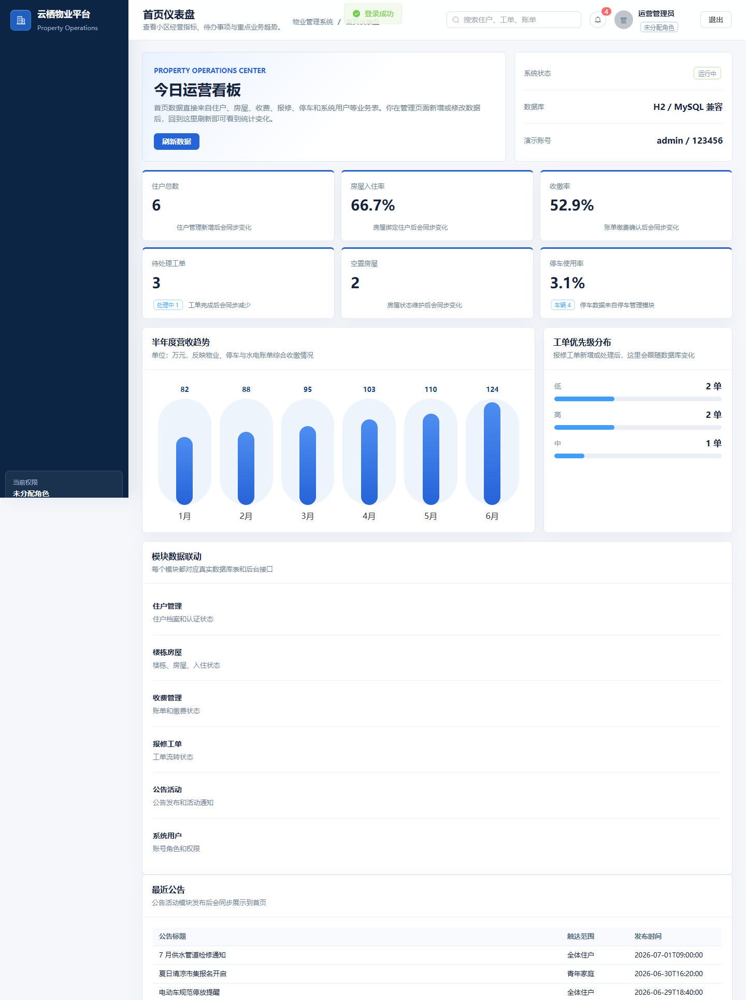 云栖物业平台
Property Operations
当前权限
未分配角色
首页仪表盘
查看小区经营指标、待办事项与重点业务趋势。
物业管理系统 / 首页仪表盘
登录成功
搜索住户、工单、账单
4
管
运营管理员
未分配角色
退出
PROPERTY OPERATIONS CENTER
今日运营看板
首页数据直接来自住户、房屋、收费、报修、停车和系统用户等业务表。你在管理页面新增或修改数据
后，回到这里刷新即可看到统计变化。
刷新数据
系统状态
运行中
数据库
H2 / MySQL 兼容
演示账号
admin / 123456
住户总数
6
住户管理新增后会同步变化
房屋入住率
66.7%
房屋绑定住户后会同步变化
收缴率
52.9%
账单缴费确认后会同步变化
待处理工单
3
处理中 1
工单完成后会同步减少
空置房屋
2
房屋状态维护后会同步变化
停车使用率
3.1%
车辆 4
停车数据来自停车管理模块
半年度营收趋势
单位：万元，反映物业、停车与水电账单综合收缴情况
82
88
95
103
110
124
1月
2月
3月
4月
5月
6月
工单优先级分布
报修工单新增或处理后，这里会跟随数据库变化
低
2 单
高
2 单
中
1 单
模块数据联动
每个模块都对应真实数据库表和后台接口
住户管理
住户档案和认证状态
楼栋房屋
楼栋、房屋、入住状态
收费管理
账单和缴费状态
报修工单
工单流转状态
公告活动
公告发布和活动通知
系统用户
账号角色和权限
最近公告
公告活动模块发布后会同步展示到首页
公告标题
触达范围
发布时间
7 月供水管道检修通知
全体住户
2026-07-01T09:00:00
夏日清凉市集报名开启
青年家庭
2026-06-30T16:20:00
电动车规范停放提醒
全体住户
2026-06-29T18:40:00